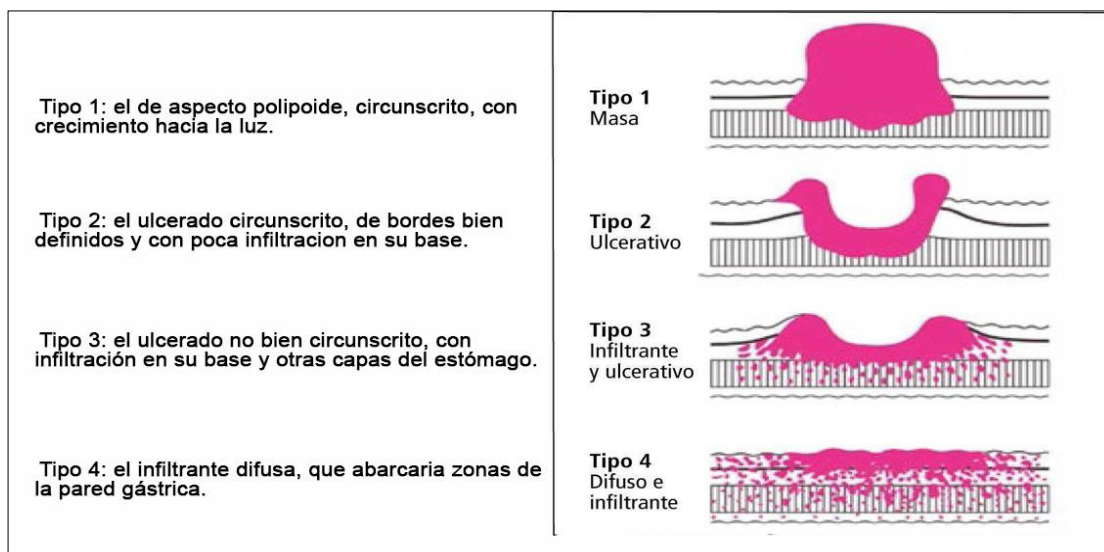 Tipo 1: el de aspecto polipoide, circunscrito, con
crecimiento hacia la luz.
Tipo 2: el ulcerado circunscrito, de bordes bien
definidos y con poca infiltracion en su base.
Tipo 3: el ulcerado no bien circunscrito, con
infiltración en su base y otras capas del estómago.
Tipo 4: el infiltrante difusa, que abarcaria zonas de
la pared gástrica.
Tipo 1
Masa
Tipo 2
Ulcerativo
Tipo 3
Infiltrante
y ulcerativo
Tipo 4
Difuso e
infiltrante